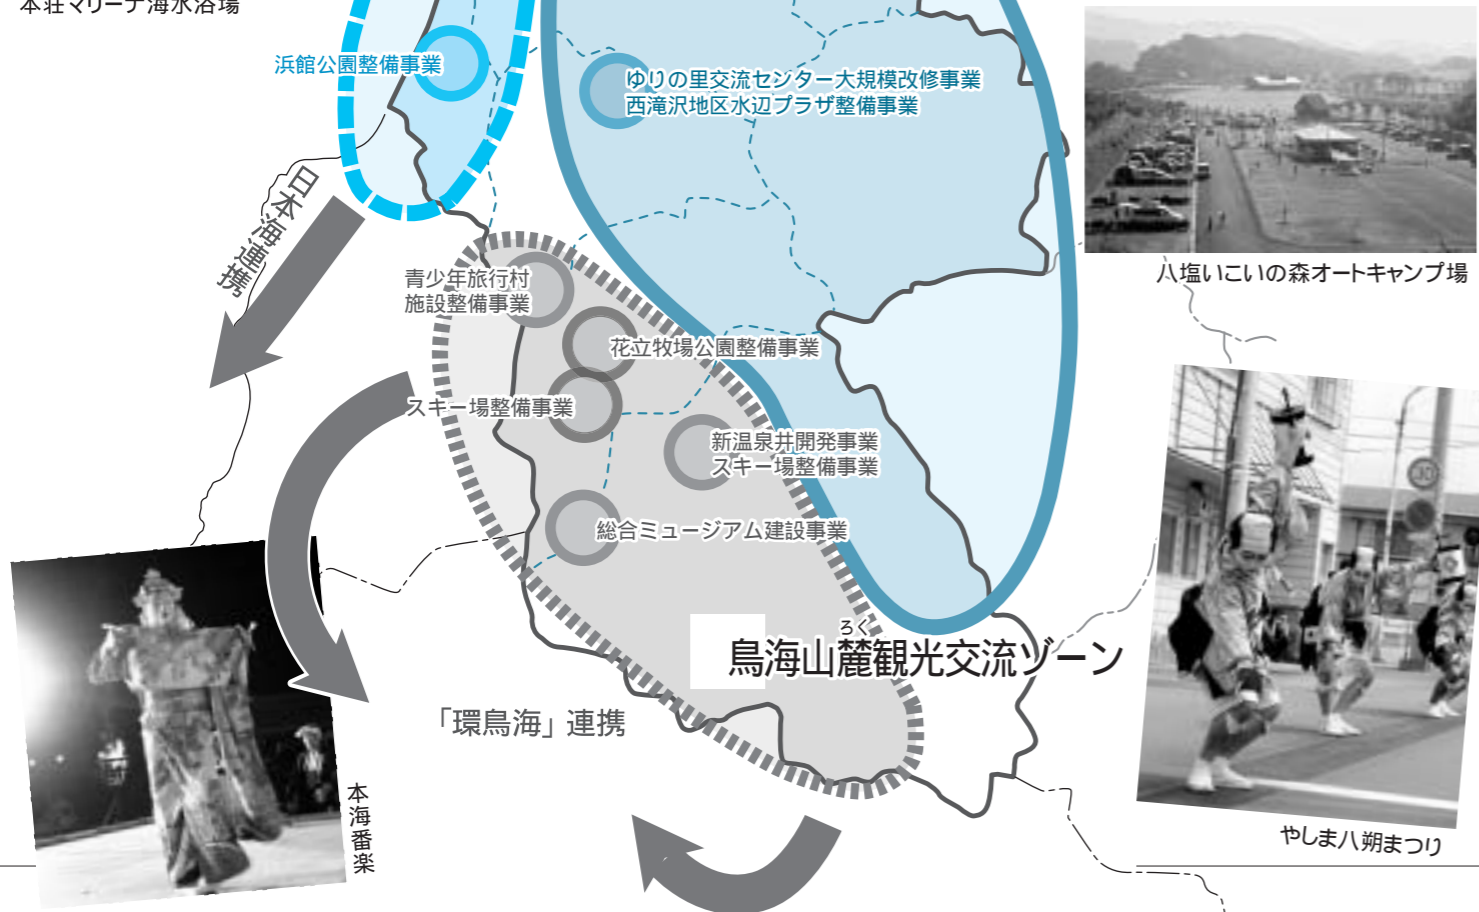 本荘マリーナ海水浴場
浜館公園整備事業
ゆりの里交流センター大規模改修事業
西滝沢地区水辺プラザ整備事業
日本海連携
八塩いこいの森オートキャンプ場
青少年旅行村
施設整備事業
花立牧場公園整備事業
スキー場整備事業
新温泉井開発事業
スキー場整備事業
総合ミュージアム建設事業
ろく
鳥海山麓観光交流ゾーン
「環鳥海」連携
本海番楽
やしま八朔まつり
30